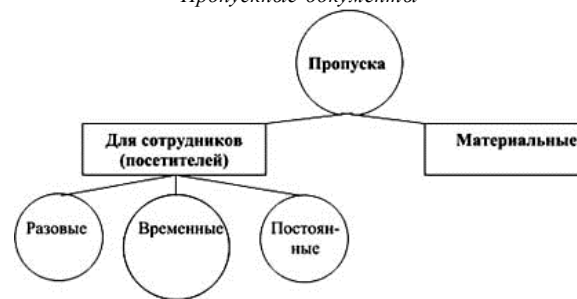 Пропускные документы
Пропуска
Для сотрудников
(посетителей)
Материальные
Разовые
Временные
Постоян-
ные